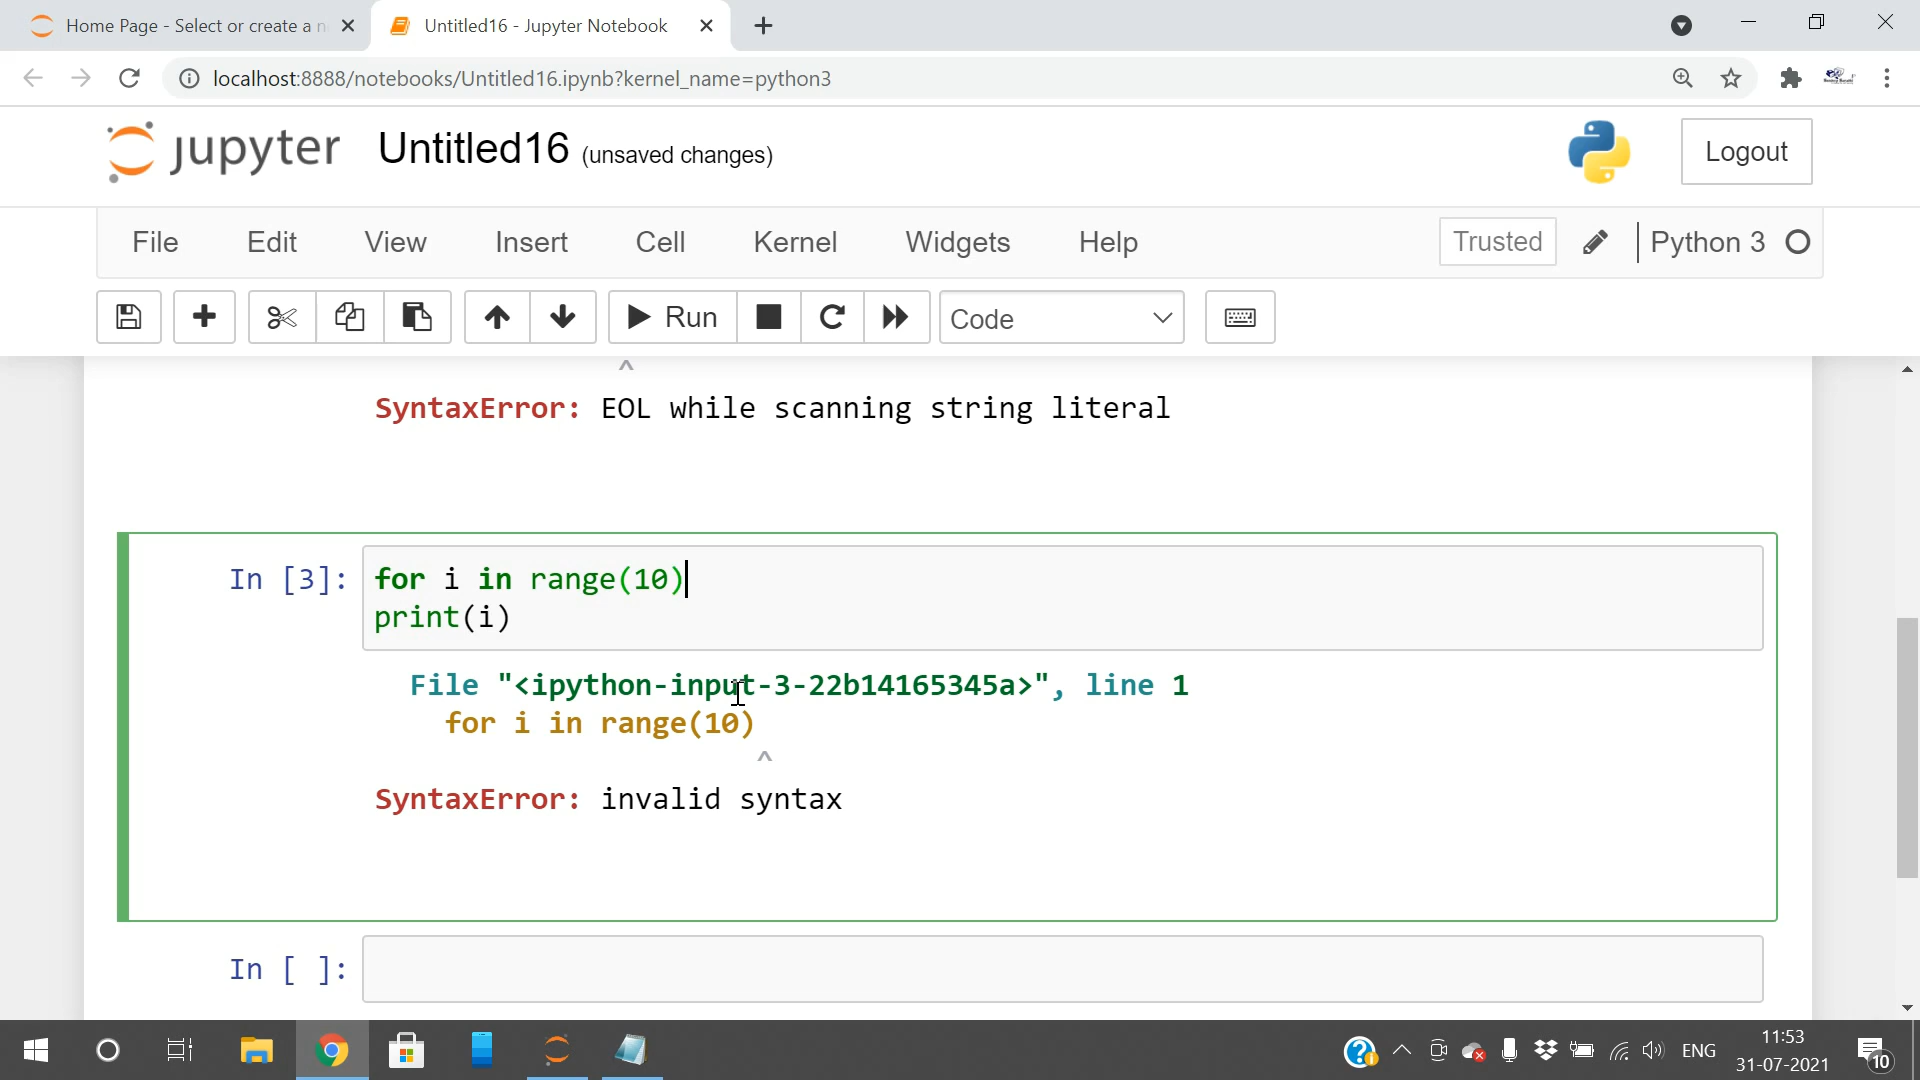 Home Page - Select or create a n
Untitled16 - Jupyter Notebook
localhost:8888/notebooks/Untitled16.ipynb?kernel_name=python3
jupyter Untitled16 (unsaved changes)
Logout
File Edit View Insert Cell Kernel Widgets Help
Trusted
Python 3
Run
Code
^
SyntaxError: EOL while scanning string literal
In [3]: for i in range(10)
print(i)
File "<ipython-input-3-22b14165345a>", line 1
for i in range(10)
^
SyntaxError: invalid syntax
In [ ]:
ENG
11:53
31-07-2021
10